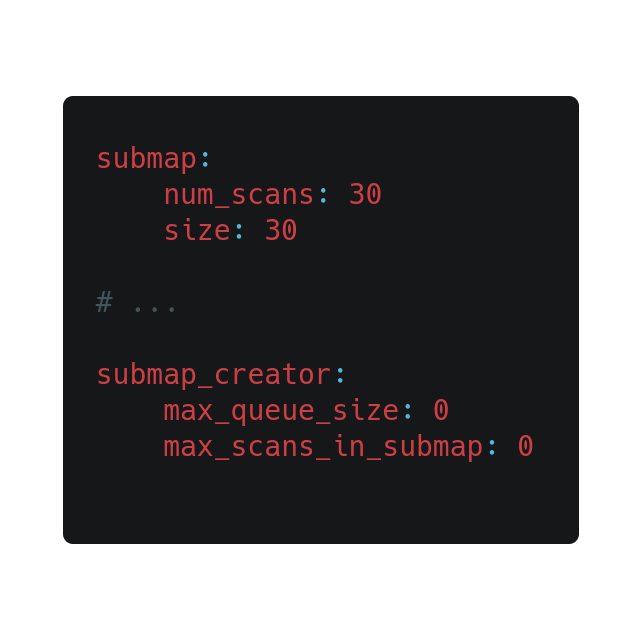 submap:
    num_scans: 30
    size: 30

# ...

submap_creator:
    max_queue_size: 0
    max_scans_in_submap: 0